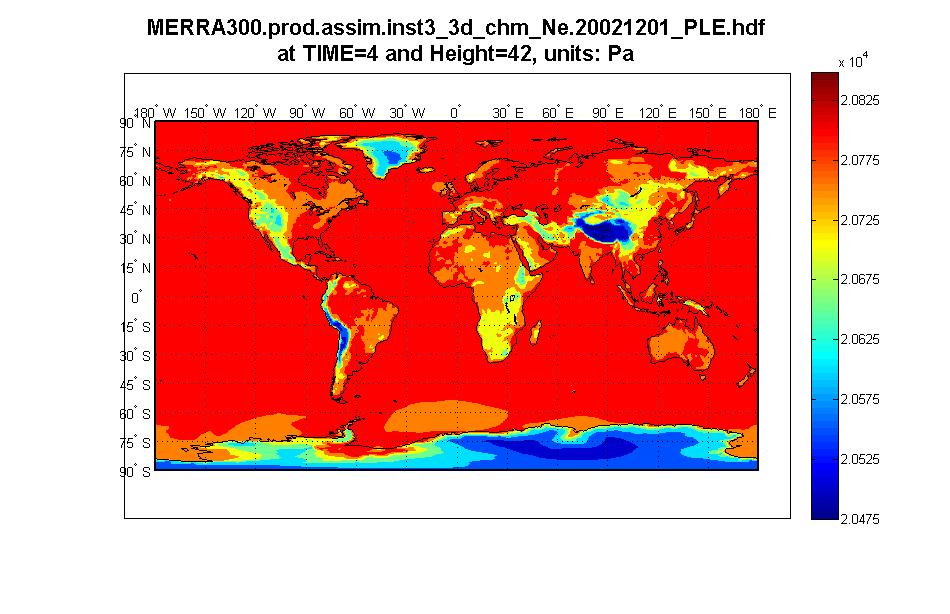 MERRA300.prod.assim.inst3_3d_chm_Ne.20021201_PLE.hdf
at TIME=4 and Height=42, units: Pa
x 10^4
180° W 150° W 120° W 90° W 60° W 30° W 0° 30° E 60° E 90° E 120° E 150° E 180° E
90° N
75° N
60° N
45° N
30° N
15° N
0°
15° S
30° S
45° S
60° S
75° S
90° S
2.0825
2.0775
2.0725
2.0675
2.0625
2.0575
2.0525
2.0475